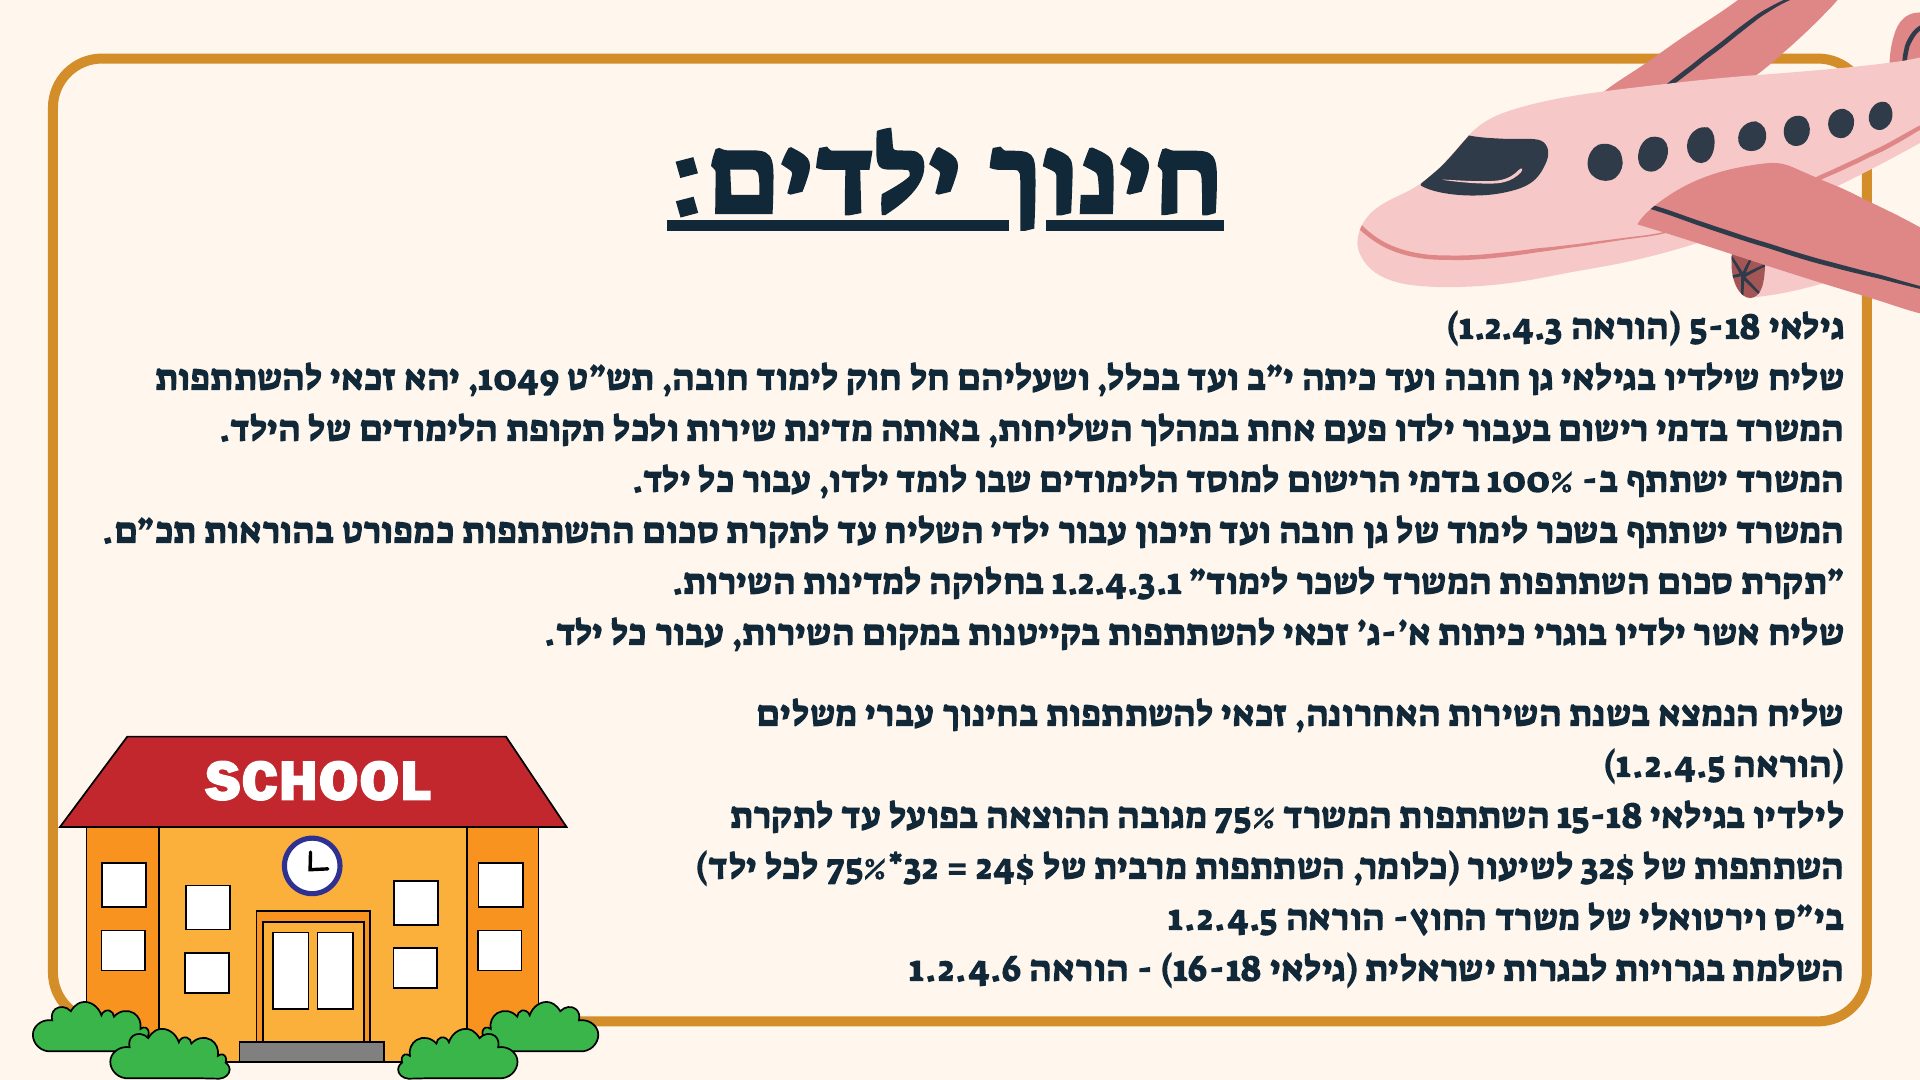 חינוך ילדים:
גילאי 5-18 (הוראה 1.2.4.3)
שליח שילדיו בגילאי גן חובה ועד כיתה י"ב ועד בכלל, ושעליהם חל חוק לימוד חובה, תש"ט 1049, יהא זכאי להשתתפות
המשרד בדמי רישום בעבור ילדו פעם אחת במהלך השליחות, באותה מדינת שירות ולכל תקופת הלימודים של הילד.
המשרד ישתתף ב- 100% בדמי הרישום למוסד הלימודים שבו לומד ילדו, עבור כל ילד.
המשרד ישתתף בשכר לימוד של גן חובה ועד תיכון עבור ילדי השליח עד לתקרת סכום ההשתתפות כמפורט בהוראות תכ"ם.
"תקרת סכום השתתפות המשרד לשכר לימוד" 1.2.4.3.1 בחלוקה למדינות השירות.
שליח אשר ילדיו בוגרי כיתות א'-ג' זכאי להשתתפות בקייטנות במקום השירות, עבור כל ילד.
שליח הנמצא בשנת השירות האחרונה, זכאי להשתתפות בחינוך עברי משלים
(הוראה 1.2.4.5)
לילדיו בגילאי 15-18 השתתפות המשרד 75% מגובה ההוצאה בפועל עד לתקרת
השתתפות של 32$ לשיעור (כלומר, השתתפות מרבית של 24$ = 32*75% לכל ילד)
בי"ס וירטואלי של משרד החוץ- הוראה 1.2.4.5
השלמת בגרויות לבגרות ישראלית (גילאי 16-18) - הוראה 1.2.4.6
SCHOOL